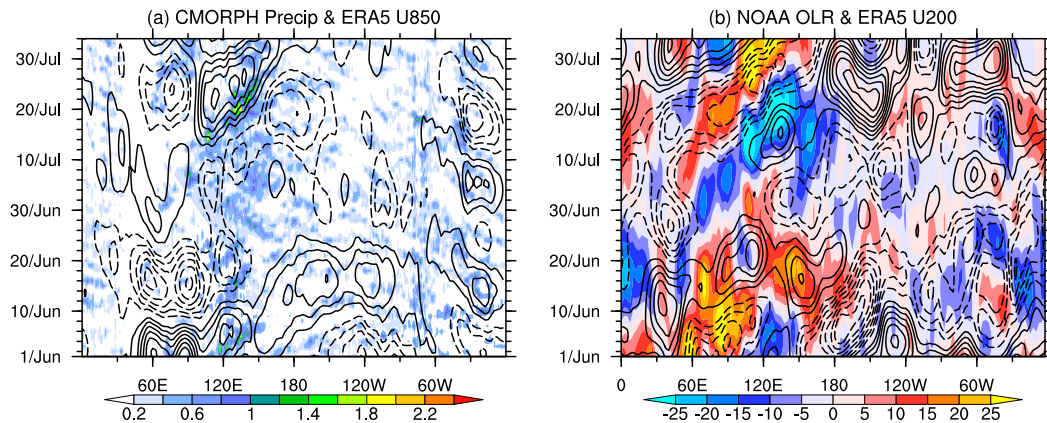 (a) CMORPH Precip & ERA5 U850
30/Jul
20/Jul
10/Jul
30/Jun
20/Jun
10/Jun
1/Jun
60E 120E 180 120W 60W
0.2 0.6 1 1.4 1.8 2.2
(b) NOAA OLR & ERA5 U200
30/Jul
20/Jul
10/Jul
30/Jun
20/Jun
10/Jun
1/Jun
0 60E 120E 180 120W 60W
-25 -20 -15 -10 -5 0 5 10 15 20 25